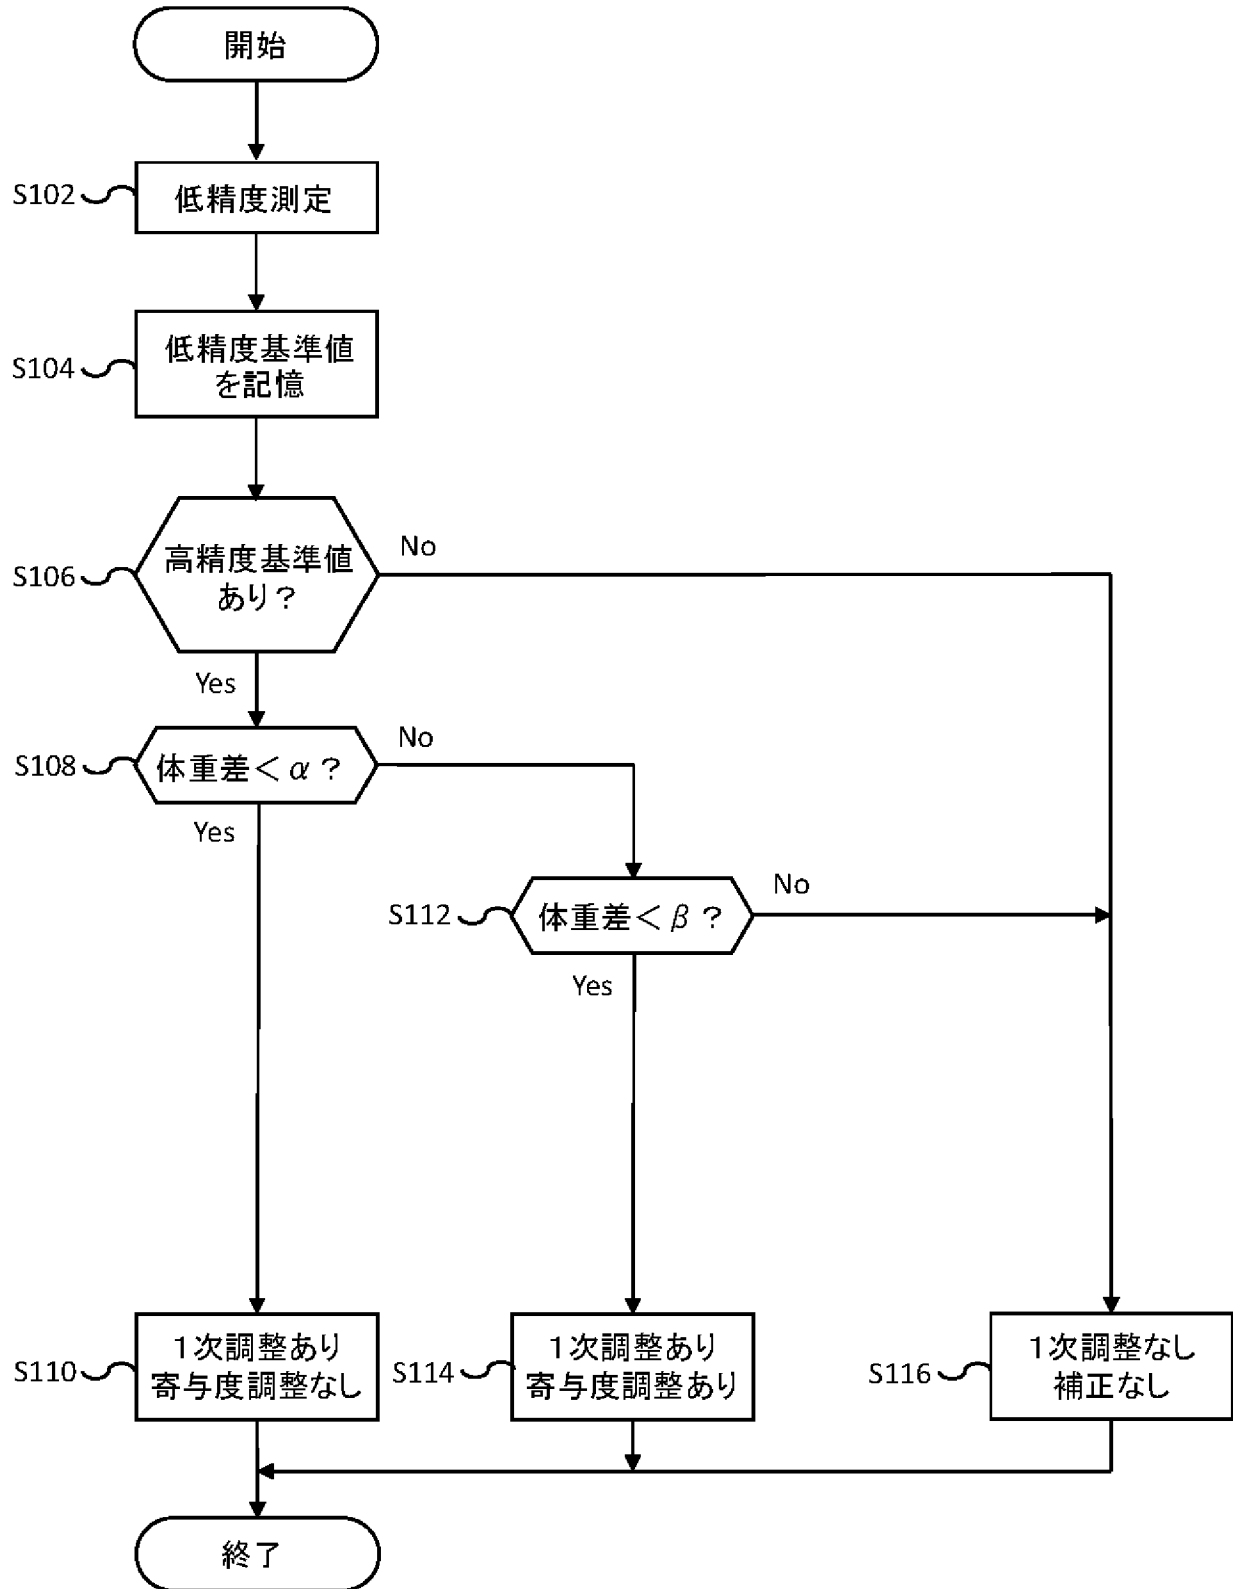 開始
S102
低精度測定
S104
低精度基準値
を記憶
S106
高精度基準値
あり？
No
Yes
S108
体重差＜α？
No
Yes
S112
体重差＜β？
No
Yes
S110
１次調整あり
寄与度調整なし
S114
１次調整あり
寄与度調整あり
S116
１次調整なし
補正なし
終了